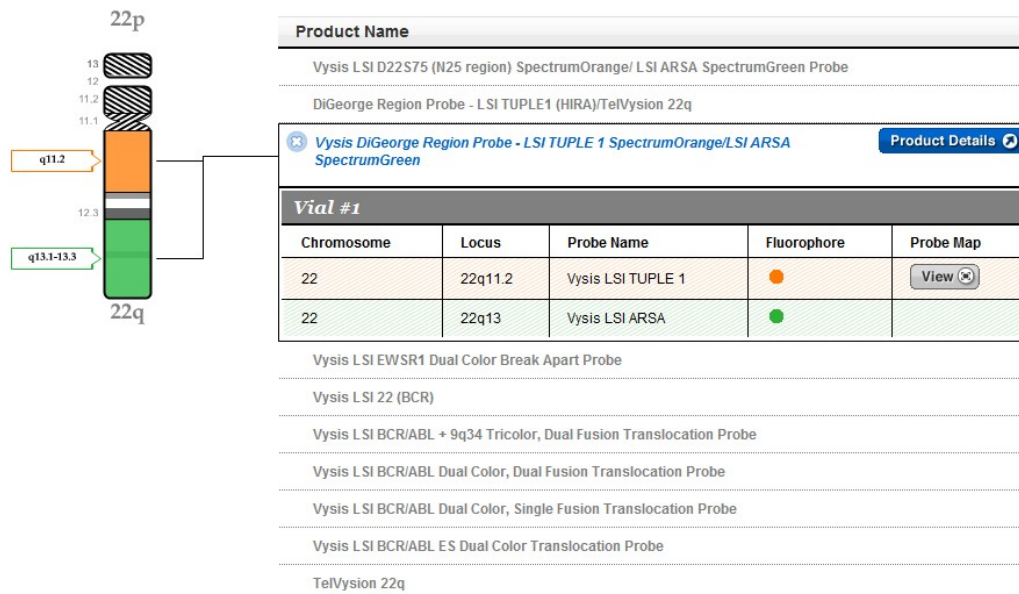 22p
13
12
11.2
11.1
q11.2
12.3
q13.1-13.3
22q
Product Name
Vysis LSI D22S75 (N25 region) SpectrumOrange/ LSI ARSA SpectrumGreen Probe
DiGeorge Region Probe - LSI TUPLE1 (HIRA)/TelVysion 22q
Vysis DiGeorge Region Probe - LSI TUPLE 1 SpectrumOrange/LSI ARSA
SpectrumGreen
Product Details
Vial #1
Chromosome Locus Probe Name Fluorophore Probe Map
22 22q11.2 Vysis LSI TUPLE 1 View
22 22q13 Vysis LSI ARSA
Vysis LSI EWSR1 Dual Color Break Apart Probe
Vysis LSI 22 (BCR)
Vysis LSI BCR/ABL + 9q34 Tricolor, Dual Fusion Translocation Probe
Vysis LSI BCR/ABL Dual Color, Dual Fusion Translocation Probe
Vysis LSI BCR/ABL Dual Color, Single Fusion Translocation Probe
Vysis LSI BCR/ABL ES Dual Color Translocation Probe
TelVysion 22q